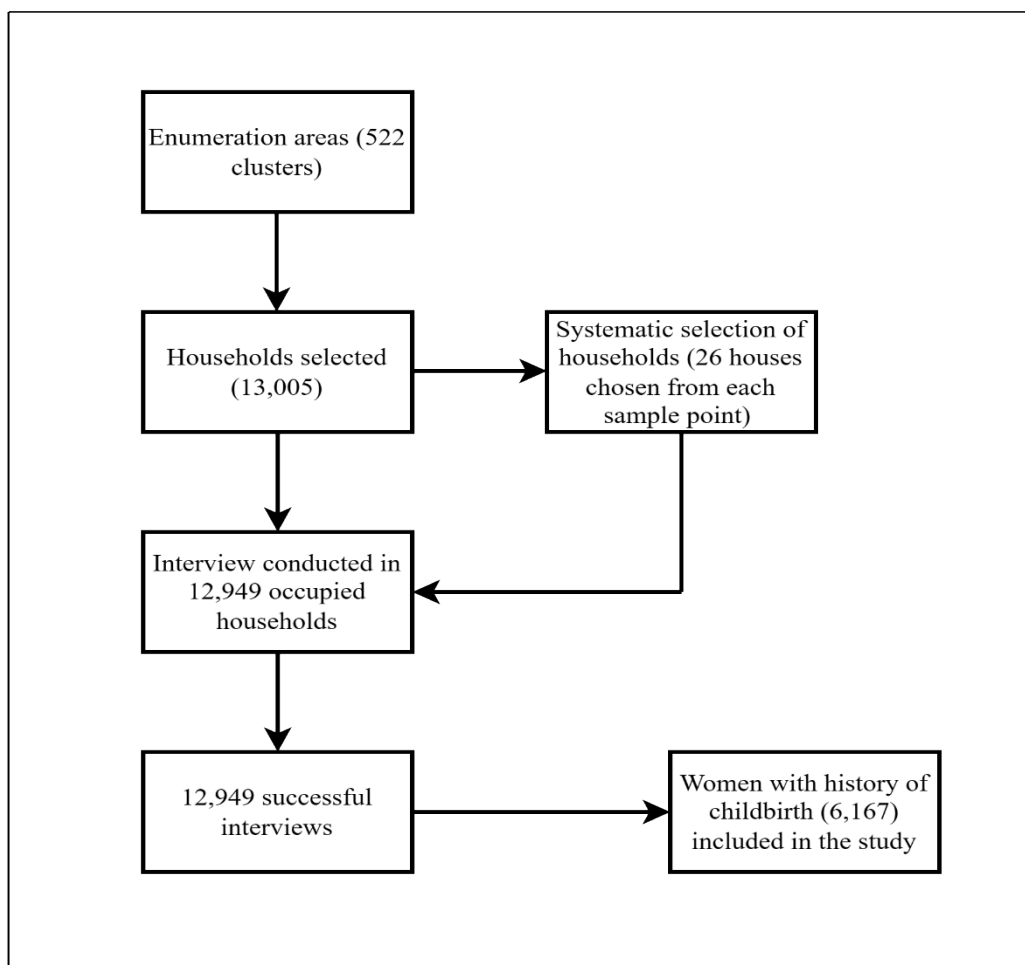 Enumeration areas (522
clusters)
Households selected
(13,005)
Systematic selection of
households (26 houses
chosen from each
sample point)
Interview conducted in
12,949 occupied
households
12,949 successful
interviews
Women with history of
childbirth (6,167)
included in the study